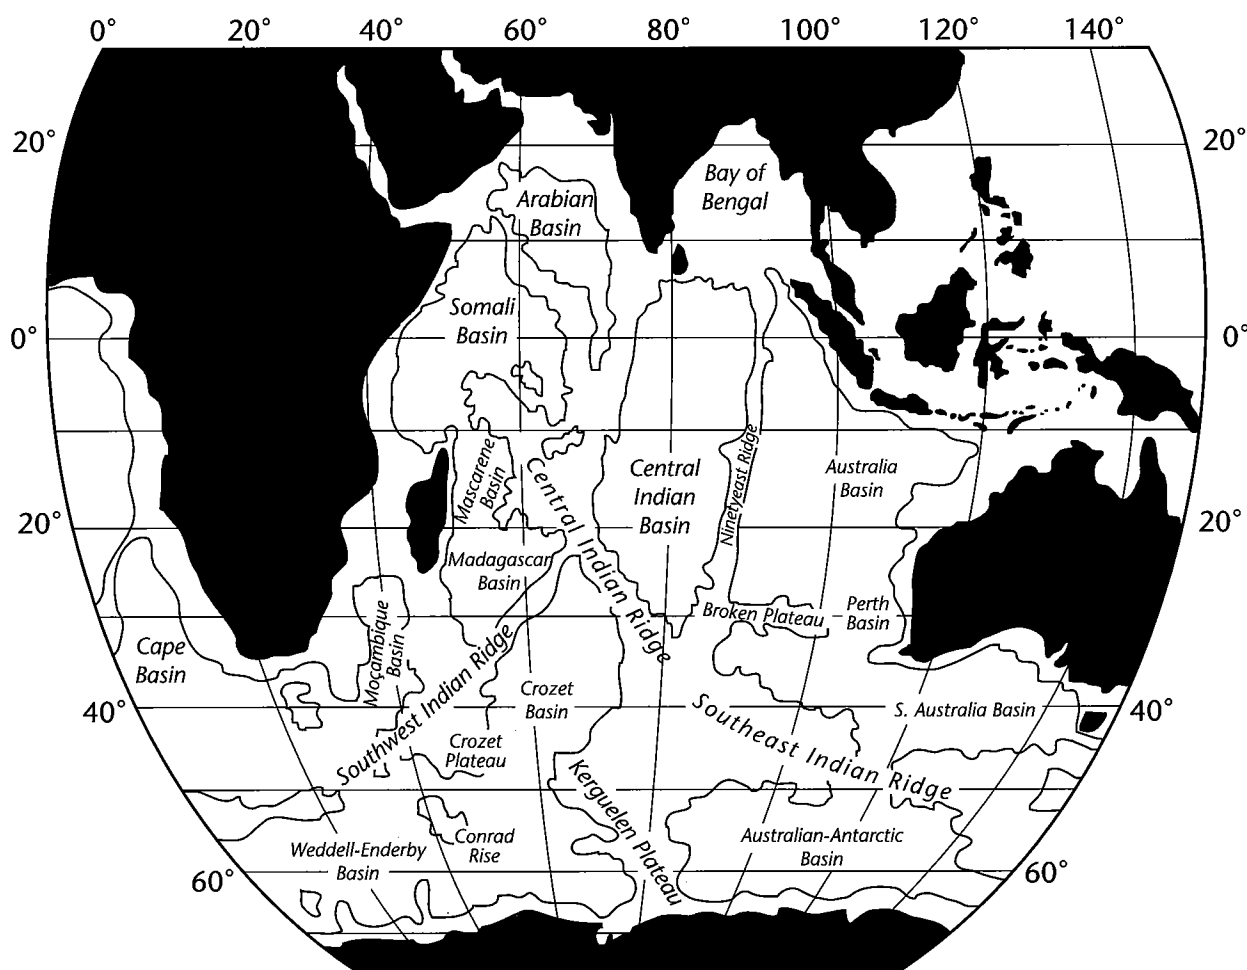 0° 20° 40° 60° 80° 100° 120° 140°
20°
20°
Bay of
Bengal
Arabian
Basin
Somali
Basin
0°
0°
Mascarene
Basin
Central Indian Ridge
Central
Indian
Basin
Ninetyeast Ridge
Australia
Basin
20°
20°
Madagascar
Basin
Broken Plateau
Perth
Basin
Cape
Basin
Moçambique
Basin
Southwest Indian Ridge
Crozet
Basin
40°
40°
S. Australia Basin
Southeast Indian Ridge
Crozet
Plateau
Kerguelen Plateau
Weddell-Enderby
Basin
Conrad
Rise
Australian-Antarctic
Basin
60°
60°